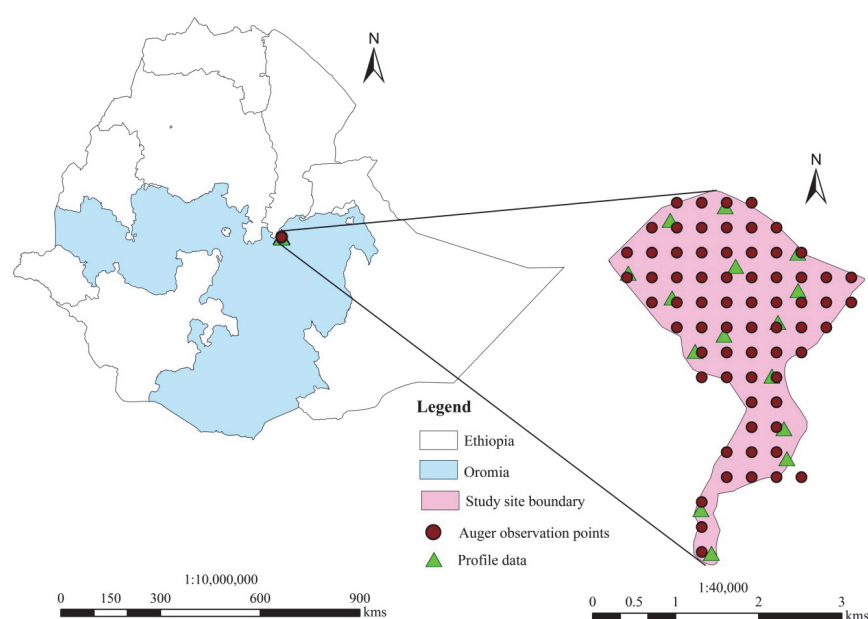 N
N
Legend
Ethiopia
Oromia
Study site boundary
Auger observation points
Profile data
1:10,000,000
0 150 300 600 900
kms
1:40,000
0 0.5 1 2 3
kms